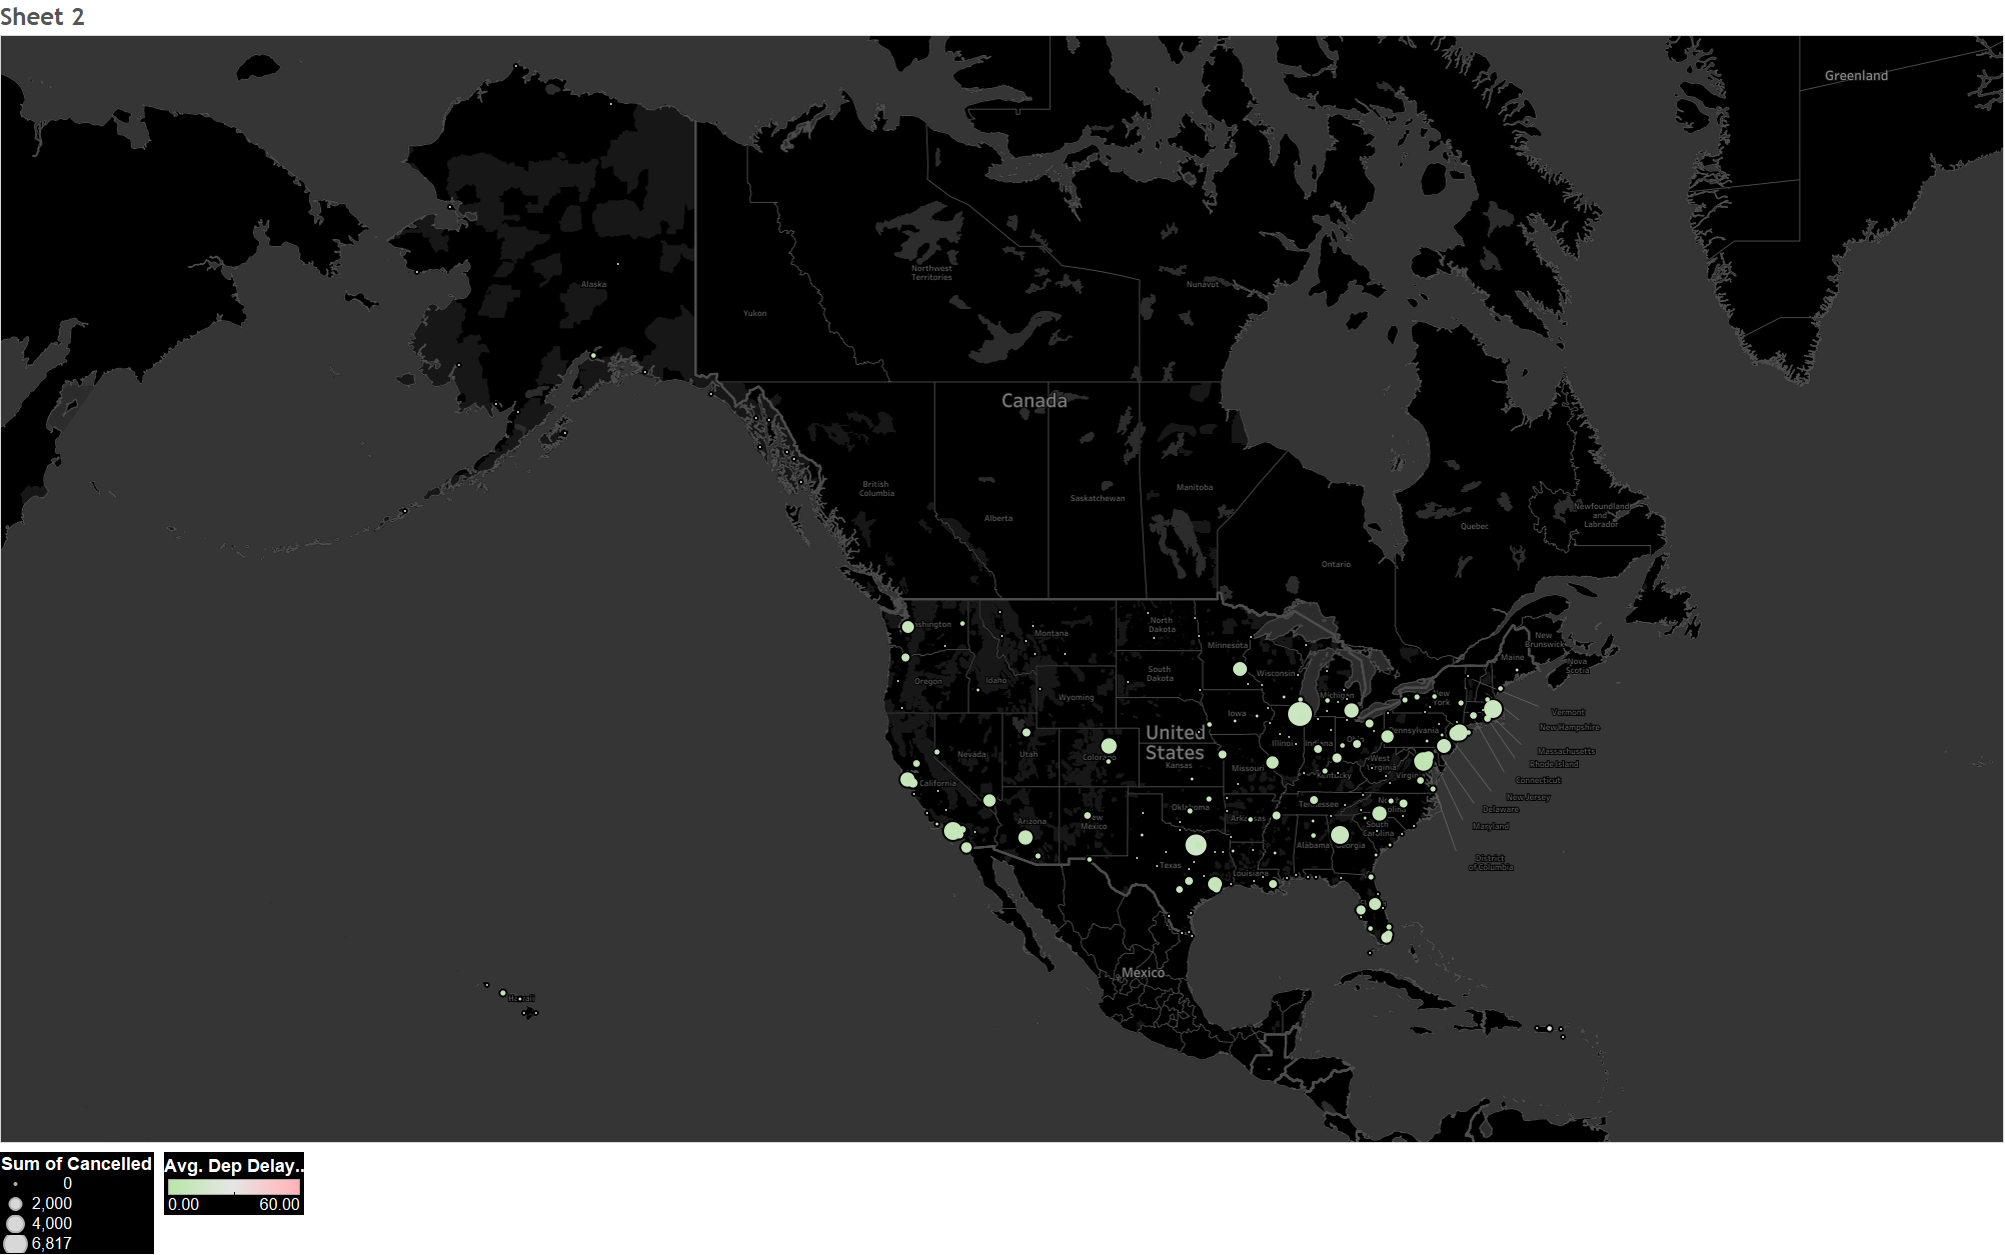 Sheet 2
Greenland
Alaska
Yukon
Northwest
Territories
Nunavut
Canada
British
Columbia
Alberta
Saskatchewan
Manitoba
Ontario
Quebec
Newfoundland
and
Labrador
New
Brunswick
Nova
Scotia
Maine
shington
Montana
North
Dakota
Minnesota
Oregon
Idaho
South
Dakota
Wisconsin
Michigan
Wyoming
Iowa
New
York
Vermont
New Hampshire
Massachusetts
Rhode Island
Connecticut
New Jersey
Delaware
Maryland
District
of Columbia
United
States
Nevada
Utah
Colorado
Kansas
Missouri
Illinois
Indiana
Ohio
Pennsylvania
West
Virginia
Virginia
Kentucky
California
Arizona
New
Mexico
Oklahoma
Arkansas
Tennessee
North
Carolina
South
Carolina
Alabama
Georgia
Texas
Louisiana
Mexico
Hawaii
Sum of Cancelled
0
2,000
4,000
6,817
Avg. Dep Delay..
0.00
60.00